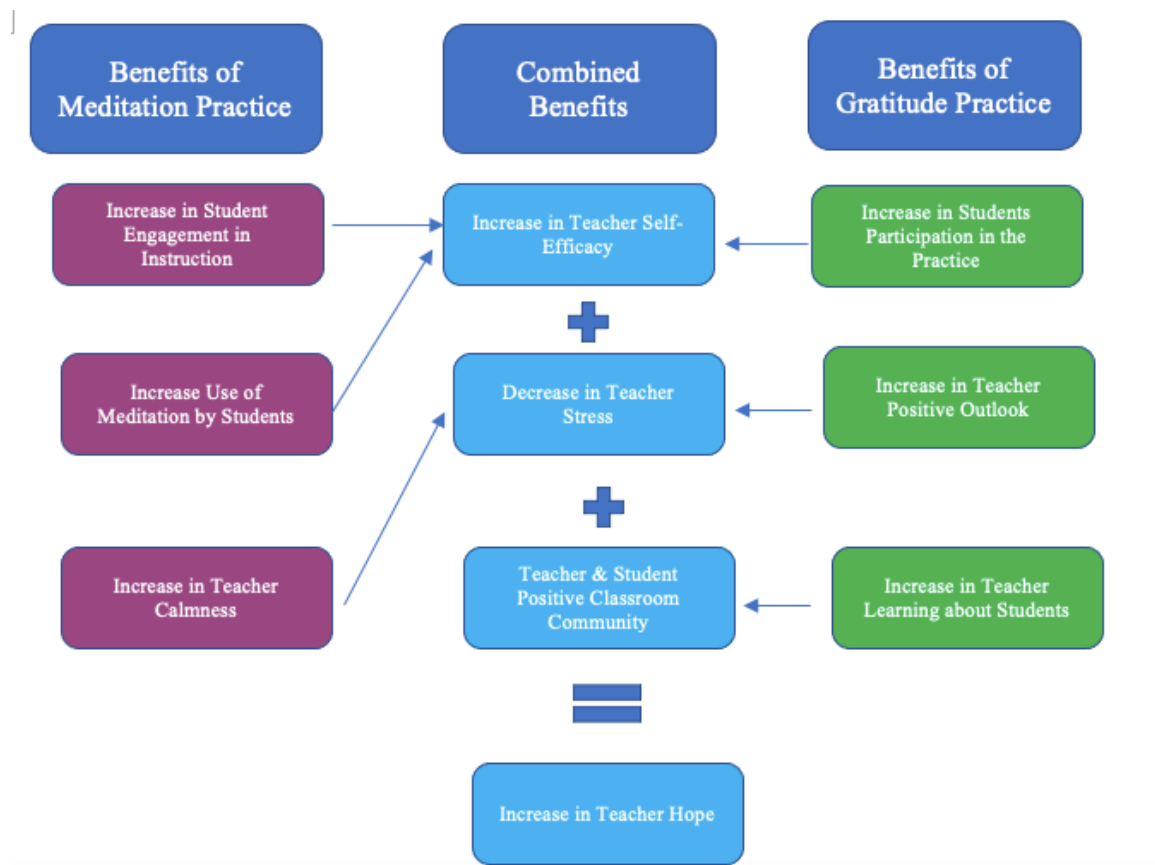 Benefits of
Meditation Practice
Combined
Benefits
Benefits of
Gratitude Practice
Increase in Student
Engagement in
Instruction
Increase in Teacher Self-
Efficacy
Increase in Students
Participation in the
Practice
Increase Use of
Meditation by Students
Decrease in Teacher
Stress
Increase in Teacher
Positive Outlook
Increase in Teacher
Calmness
Teacher & Student
Positive Classroom
Community
Increase in Teacher
Learning about Students
Increase in Teacher Hope